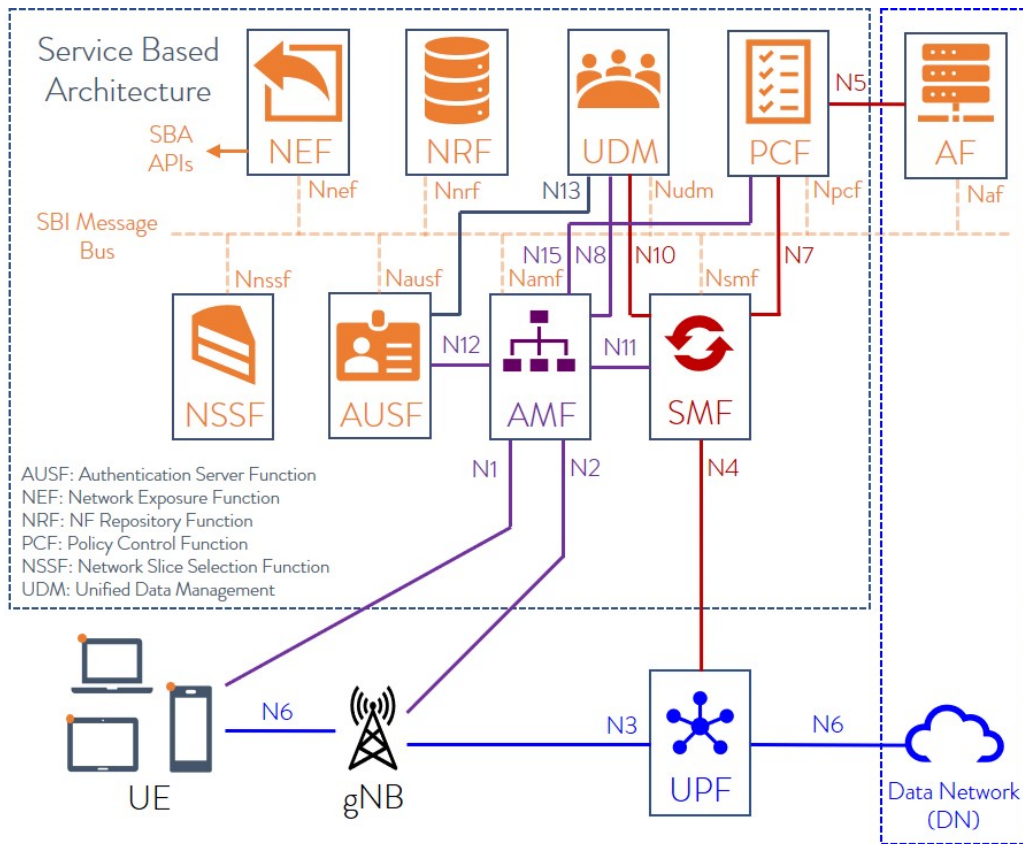 Service Based
Architecture
SBA
APIs
NEF
NRF
UDM
PCF
N5
AF
Nnef
Nnrf
N13
Nudm
Npcf
Naf
SBI Message
Bus
Nnssf
Nausf
Namf
N15
N8
N10
Nsmf
N7
NSSF
AUSF
N12
AMF
N11
SMF
N1
N2
N4
AUSF: Authentication Server Function
NEF: Network Exposure Function
NRF: NF Repository Function
PCF: Policy Control Function
NSSF: Network Slice Selection Function
UDM: Unified Data Management
N6
N3
N6
UE
gNB
UPF
Data Network
(DN)